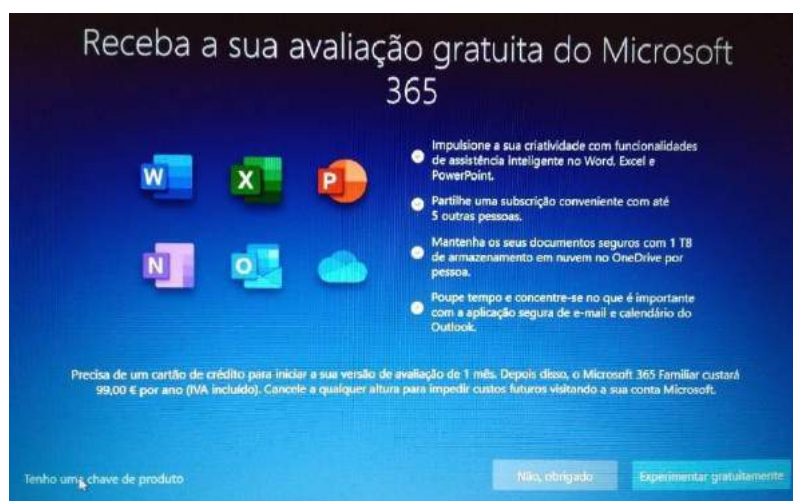 Receba a sua avaliação gratuita do Microsoft
365
W
X
P
N
O
Impulsione a sua criatividade com funcionalidades
de assistência inteligente no Word, Excel e
PowerPoint.
Partilhe uma subscrição conveniente com até
5 outras pessoas.
Mantenha os seus documentos seguros com 1 TB
de armazenamento em nuvem no OneDrive por
pessoa.
Poupe tempo e concentre-se no que é importante
com a aplicação segura de e-mail e calendário do
Outlook.
Precisa de um cartão de crédito para iniciar a sua versão de avaliação de 1 mês. Depois disso, o Microsoft 365 Familiar custará
99,00 € por ano (IVA incluído). Cancele a qualquer altura para impedir custos futuros visitando a sua conta Microsoft.
Tenho uma chave de produto
Não, obrigado
Experimentar gratuitamente